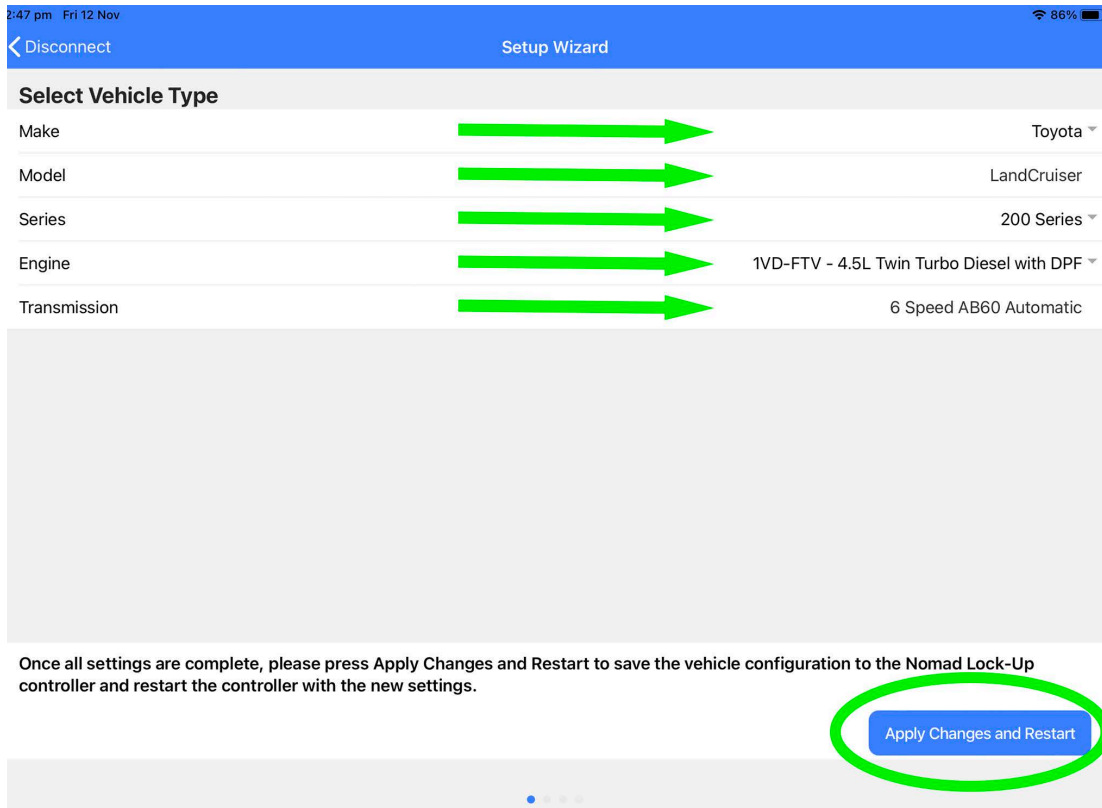 2:47 pm Fri 12 Nov 86%
Disconnect Setup Wizard
Select Vehicle Type
Make Toyota
Model LandCruiser
Series 200 Series
Engine 1VD-FTV - 4.5L Twin Turbo Diesel with DPF
Transmission 6 Speed AB60 Automatic
Once all settings are complete, please press Apply Changes and Restart to save the vehicle configuration to the Nomad Lock-Up
controller and restart the controller with the new settings.
Apply Changes and Restart